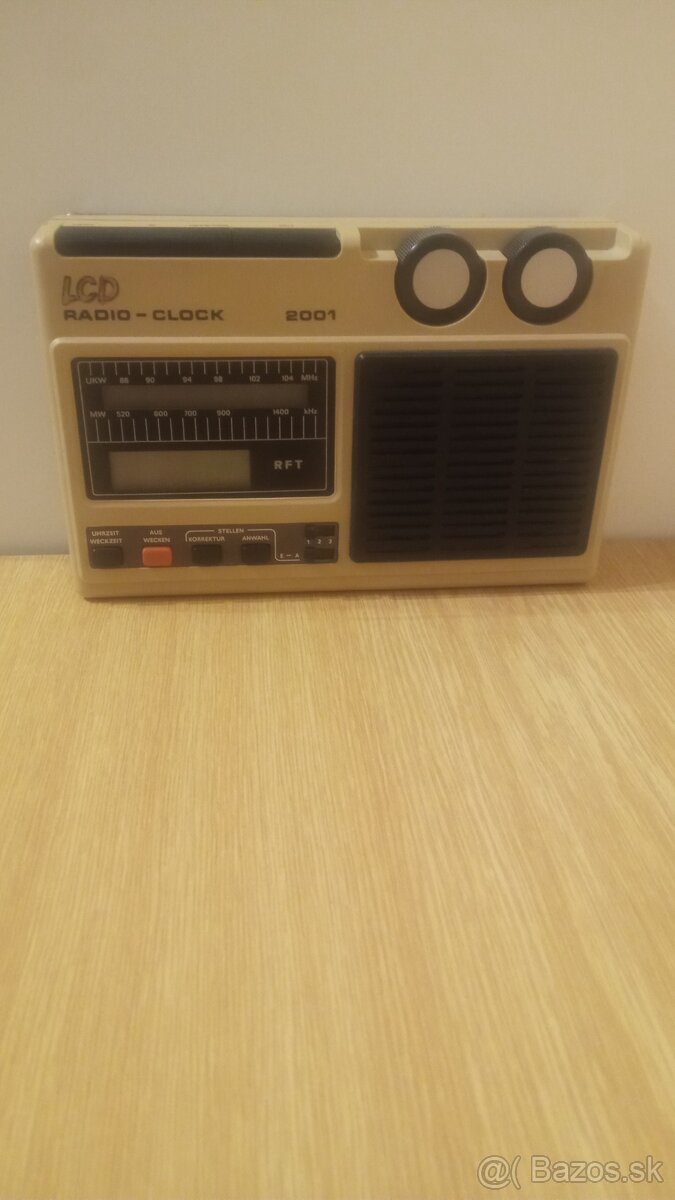 LCD
RADIO - CLOCK 2001
UKW 86 90 94 98 102 104 MHz
MW 520 600 700 900 1400 kHz
RFT
UHRZEIT
WECKZEIT
AUS
WECKEN
STELLEN
KORREKTUR ANWAHL
1 2 3
E - A
@( Bazos.sk